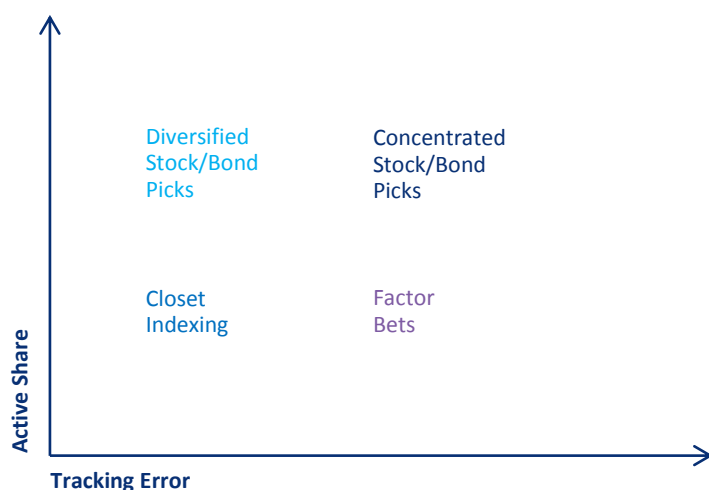 Diversified
Stock/Bond
Picks
Concentrated
Stock/Bond
Picks
Closet
Indexing
Factor
Bets
Active Share
Tracking Error